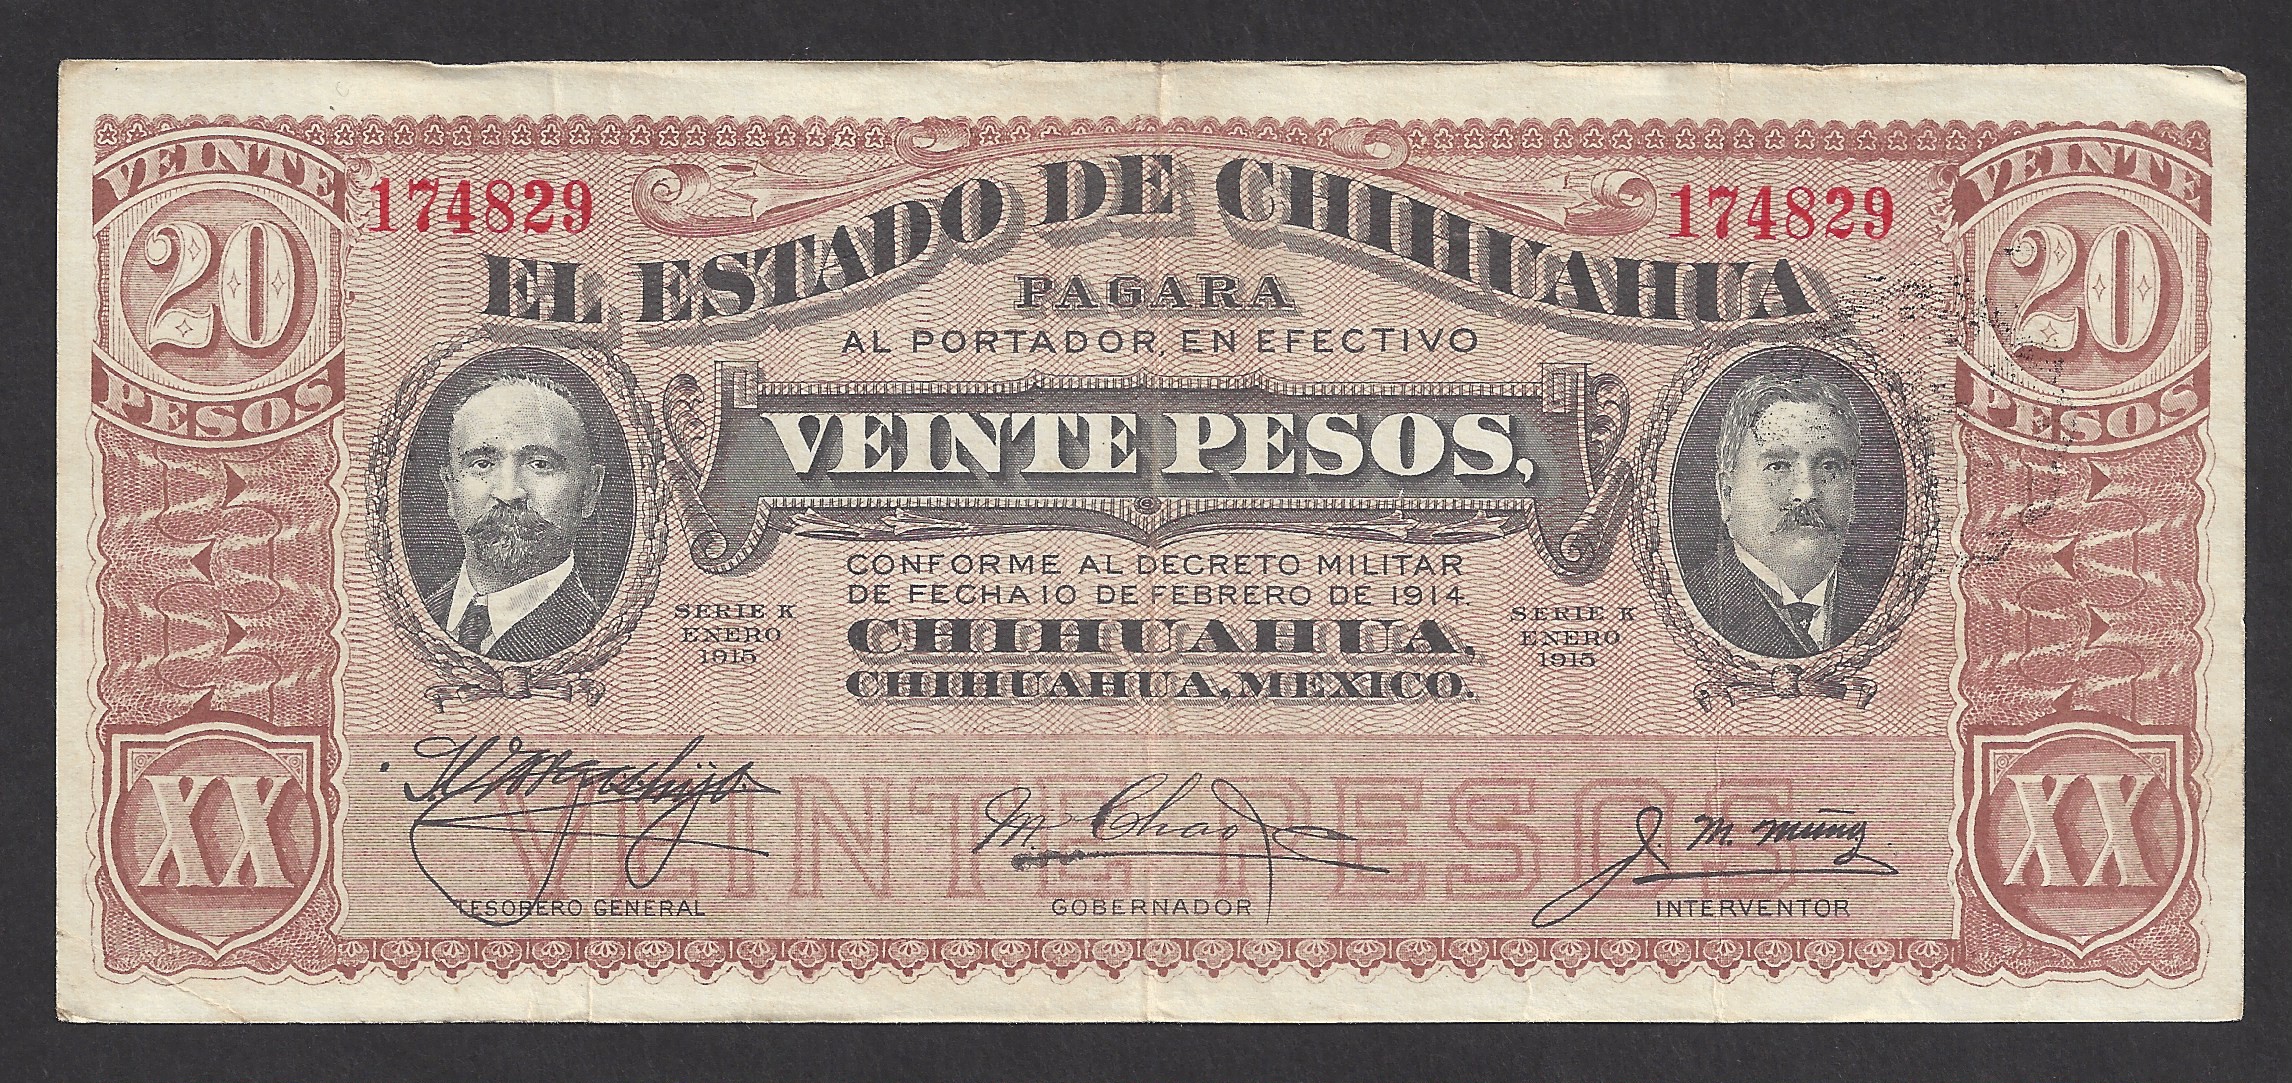 VEINTE
20
PESOS
174829
174829
VEINTE
20
PESOS
EL ESTADO DE CHIHUAHUA
PAGARA
AL PORTADOR, EN EFECTIVO
VEINTE PESOS,
CONFORME AL DECRETO MILITAR
DE FECHA 10 DE FEBRERO DE 1914.
CHIHUAHUA,
CHIHUAHUA, MEXICO.
SERIE K
ENERO
1915
SERIE K
ENERO
1915
VEINTE PESOS
M Chao
J. M. Muñoz
XX
TESORERO GENERAL
GOBERNADOR
INTERVENTOR
XX